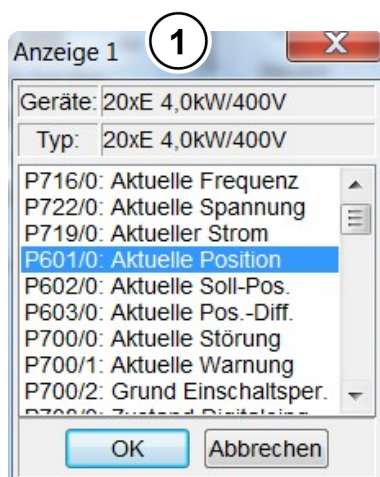 Anzeige 1
1
X
Geräte: 20xE 4,0kW/400V
Typ: 20xE 4,0kW/400V
P716/0: Aktuelle Frequenz
P722/0: Aktuelle Spannung
P719/0: Aktueller Strom
P601/0: Aktuelle Position
P602/0: Aktuelle Soll-Pos.
P603/0: Aktuelle Pos.-Diff.
P700/0: Aktuelle Störung
P700/1: Aktuelle Warnung
P700/2: Grund Einschaltsper.
OK Abbrechen